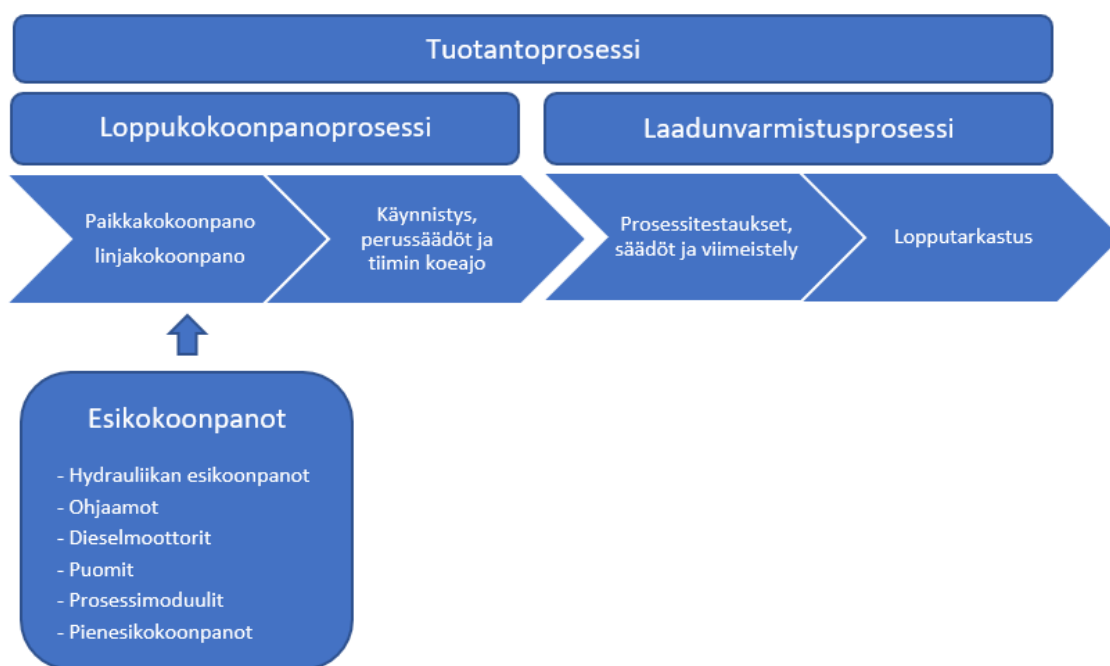 Tuotantoprosessi
Loppukokoonpanoprosessi
Laadunvarmistusprosessi
Paikkakokoonpano
linjakokoonpano
Käynnistys,
perussäädöt ja
tiimin koeajo
Prosessitestaukset,
säädöt ja viimeistely
Lopputarkastus
Esikokoonpanot
- Hydrauliikan esikoonpanot
- Ohjaamot
- Dieselmoottorit
- Puomit
- Prosessimoduulit
- Pienesikokoonpanot